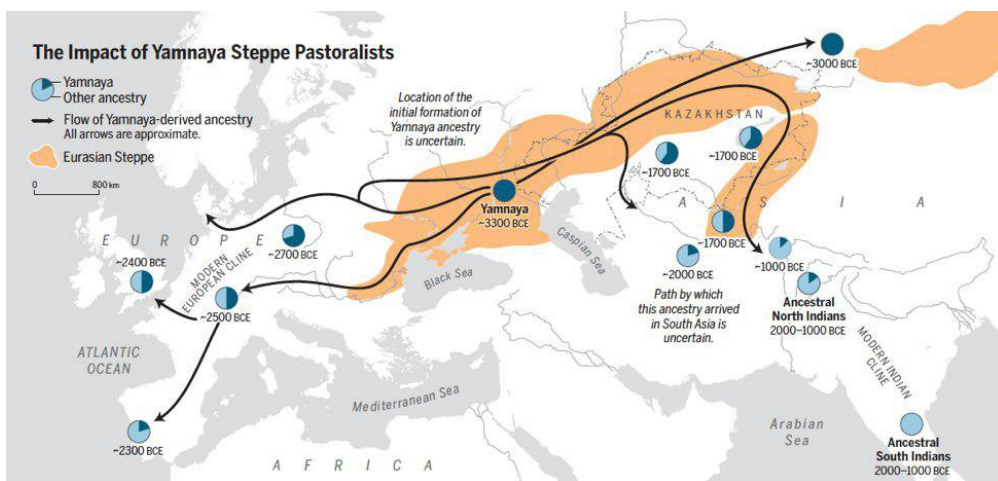 The Impact of Yamnaya Steppe Pastoralists
Yamnaya
Other ancestry
Flow of Yamnaya-derived ancestry
All arrows are approximate.
Eurasian Steppe
0 800 km
Location of the
initial formation of
Yamnaya ancestry
is uncertain.
~3000 BCE
KAZAKHSTAN
~1700 BCE
~1700 BCE
Yamnaya
~3300 BCE
A S I A
EUROPE
~2700 BCE
~2400 BCE
MODERN
EUROPEAN CLINE
~2500 BCE
Black Sea
Caspian Sea
~1700 BCE
~2000 BCE
~1000 BCE
Path by which
this ancestry arrived
in South Asia is
uncertain.
Ancestral
North Indians
2000–1000 BCE
MODERN INDIAN
CLINE
ATLANTIC
OCEAN
Mediterranean Sea
~2300 BCE
AFRICA
Arabian
Sea
Ancestral
South Indians
2000–1000 BCE